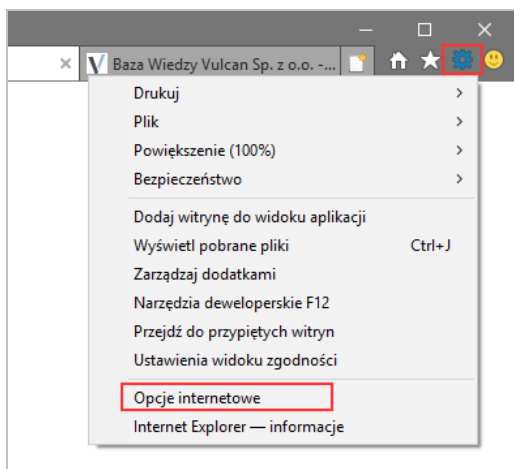 Baza Wiedzy Vulcan Sp. z o.o. -...
Drukuj
Plik
Powiększenie (100%)
Bezpieczeństwo
Dodaj witrynę do widoku aplikacji
Wyświetl pobrane pliki Ctrl+J
Zarządzaj dodatkami
Narzędzia deweloperskie F12
Przejdź do przypiętych witryn
Ustawienia widoku zgodności
Opcje internetowe
Internet Explorer — informacje